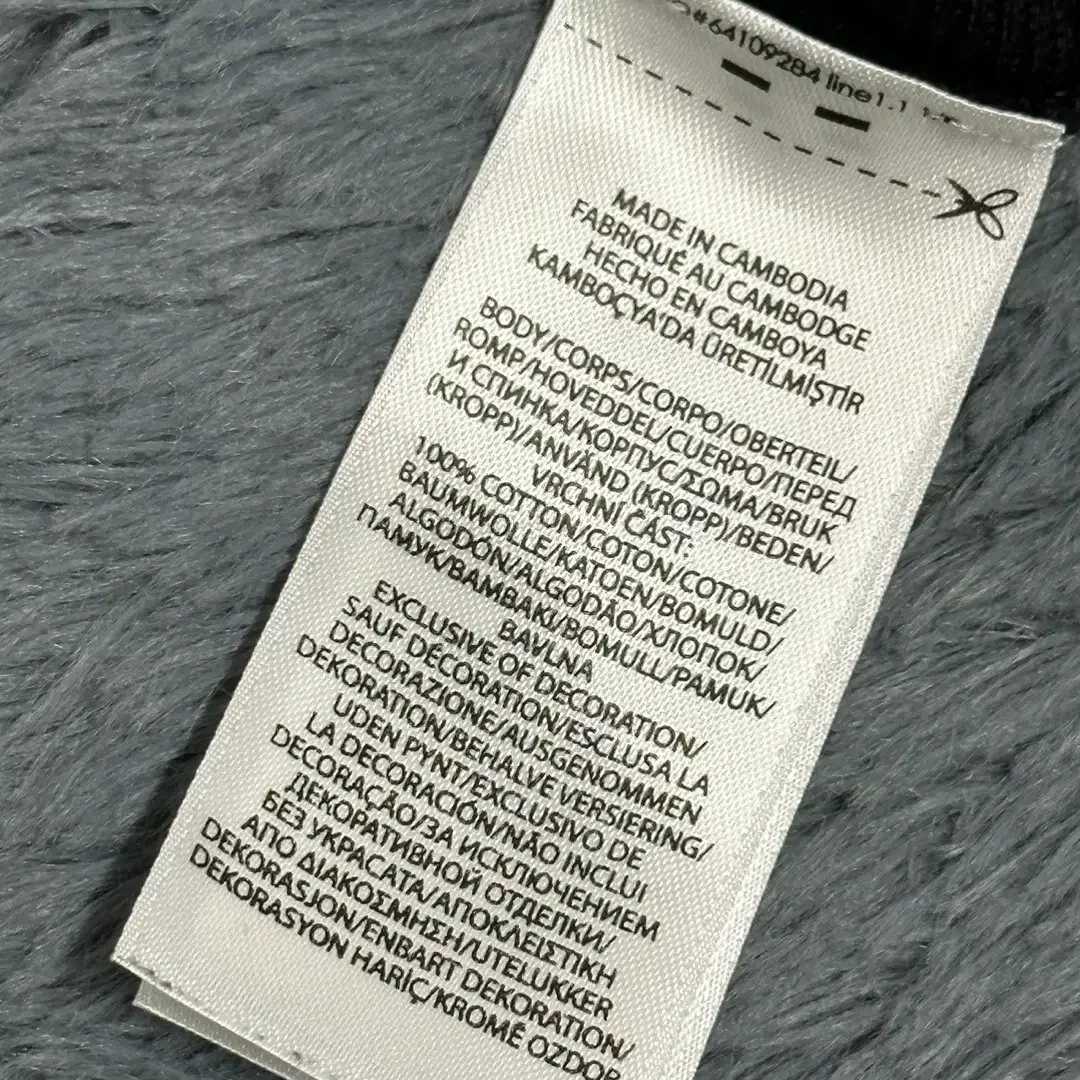 #64109284 line1.1
MADE IN CAMBODIA
FABRIQUÉ AU CAMBODGE
HECHO EN CAMBOYA
KAMBOÇYA'DA ÜRETİLMİŞTİR
BODY/CORPS/CORPO/OBERTEIL/
ROMP/HOVEDDEL/CUERPO/ПЕРЕД
И СПИНКА/КОРПУС/ΣΩΜΑ/BRUK
(KROPP)/ANVÄND (KROPP)/BEDEN/
VRCHNÍ ČÁST:
100% COTTON/COTON/COTONE/
BAUMWOLLE/KATOEN/BOMULD/
ALGODÓN/ALGODÃO/ХЛОПОК/
ПАМУК/ΒΑΜΒΑΚΙ/BOMULL/PAMUK/
BAVLNA
EXCLUSIVE OF DECORATION/
SAUF DÉCORATION/ESCLUSA LA
DECORAZIONE/AUSGENOMMEN
DEKORATION/BEHALVE VERSIERING/
UDEN PYNT/EXCLUSIVO DE
LA DECORACIÓN/NÃO INCLUI
DECORAÇÃO/ЗА ИСКЛЮЧЕНИЕМ
ДЕКОРАТИВНОЙ ОТДЕЛКИ/
БЕЗ УКРАСАТА/ΑΠΟΚΛΕΙΣΤΙΚΗ
ΑΠΟ ΔΙΑΚΟΣΜΗΣΗ/UTELUKKER
DEKORASJON/ENBART DEKORATION/
DEKORASYON HARİÇ/KROMĚ OZDOB